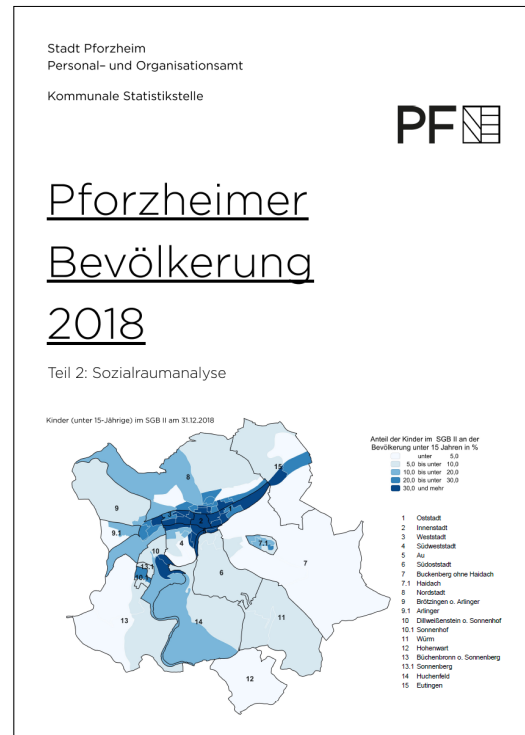 Stadt Pforzheim
Personal– und Organisationsamt
Kommunale Statistikstelle
PF
Pforzheimer
Bevölkerung
2018
Teil 2: Sozialraumanalyse
Kinder (unter 15-Jährige) im SGB II am 31.12.2018
Anteil der Kinder im SGB II an der
Bevölkerung unter 15 Jahren in %
unter 5,0
5,0 bis unter 10,0
10,0 bis unter 20,0
20,0 bis unter 30,0
30,0 und mehr
1 Oststadt
2 Innenstadt
3 Weststadt
4 Südweststadt
5 Au
6 Südoststadt
7 Buckenberg ohne Haidach
7.1 Haidach
8 Nordstadt
9 Brötzingen o. Arlinger
9.1 Arlinger
10 Dillweißenstein o. Sonnenhof
10.1 Sonnenhof
11 Würm
12 Hohenwart
13 Büchenbronn o. Sonnenberg
13.1 Sonnenberg
14 Huchenfeld
15 Eutingen
15
8
9
9.1
4
7.1
10
13.1
10.1
6
7
13
14
11
12